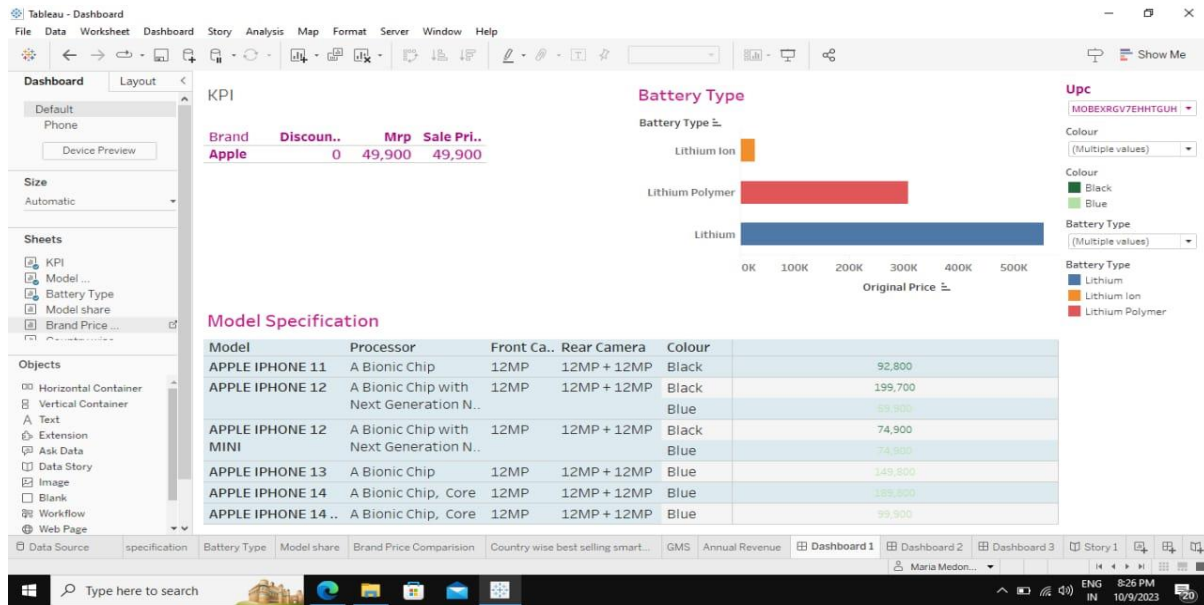 Tableau - Dashboard
File Data Worksheet Dashboard Story Analysis Map Format Server Window Help
Show Me
Dashboard Layout
Default
Phone
Device Preview
Size
Automatic
Sheets
KPI
Model ...
Battery Type
Model share
Brand Price ...
Objects
Horizontal Container
Vertical Container
A Text
Extension
Ask Data
Data Story
Image
Blank
Workflow
Web Page
KPI
Brand Discoun.. Mrp Sale Pri..
Apple 0 49,900 49,900
Battery Type
Battery Type
Lithium Ion
Lithium Polymer
Lithium
0K 100K 200K 300K 400K 500K
Original Price
Upc
MOBEXRGV7EHHTGUH
Colour
(Multiple values)
Colour
Black
Blue
Battery Type
(Multiple values)
Battery Type
Lithium
Lithium Ion
Lithium Polymer
Model Specification
Model Processor Front Ca.. Rear Camera Colour
APPLE IPHONE 11 A Bionic Chip 12MP 12MP + 12MP Black 92,800
APPLE IPHONE 12 A Bionic Chip with 12MP 12MP + 12MP Black 199,700
Next Generation N.. Blue 69,900
APPLE IPHONE 12 A Bionic Chip with 12MP 12MP + 12MP Black 74,900
MINI Next Generation N.. Blue 74,900
APPLE IPHONE 13 A Bionic Chip 12MP 12MP + 12MP Blue 149,800
APPLE IPHONE 14 A Bionic Chip, Core 12MP 12MP + 12MP Blue
APPLE IPHONE 14 .. A Bionic Chip, Core 12MP 12MP + 12MP Blue 99,900
Data Source specification Battery Type Model share Brand Price Comparision Country wise best selling smart... GMS Annual Revenue Dashboard 1 Dashboard 2 Dashboard 3 Story 1
Maria Medon...
Type here to search
ENG 8:26 PM
IN 10/9/2023
20